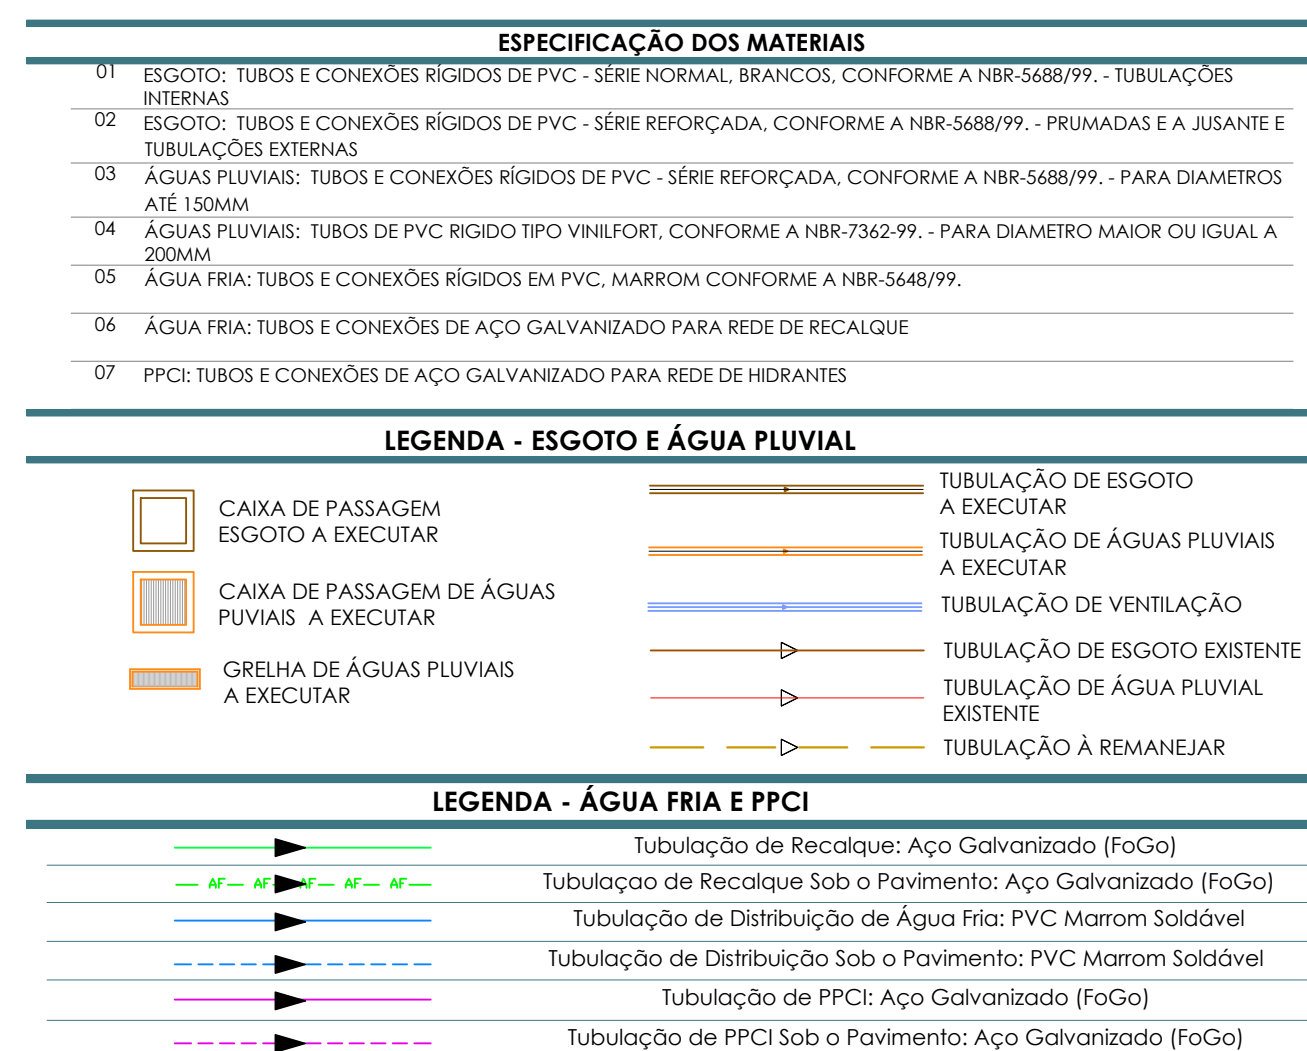 ESPECIFICAÇÃO DOS MATERIAIS
01 ESGOTO: TUBOS E CONEXÕES RÍGIDOS DE PVC - SÉRIE NORMAL, BRANCOS, CONFORME A NBR-5688/99. - TUBULAÇÕES
INTERNAS
02 ESGOTO: TUBOS E CONEXÕES RÍGIDOS DE PVC - SÉRIE REFORÇADA, CONFORME A NBR-5688/99. - PRUMADAS E A JUSANTE E
TUBULAÇÕES EXTERNAS
03 ÁGUAS PLUVIAIS: TUBOS E CONEXÕES RÍGIDOS DE PVC - SÉRIE REFORÇADA, CONFORME A NBR-5688/99. - PARA DIAMETROS
ATÉ 150MM
04 ÁGUAS PLUVIAIS: TUBOS DE PVC RIGIDO TIPO VINILFORT, CONFORME A NBR-7362-99. - PARA DIAMETRO MAIOR OU IGUAL A
200MM
05 ÁGUA FRIA: TUBOS E CONEXÕES RÍGIDOS EM PVC, MARROM CONFORME A NBR-5648/99.
06 ÁGUA FRIA: TUBOS E CONEXÕES DE AÇO GALVANIZADO PARA REDE DE RECALQUE
07 PPCI: TUBOS E CONEXÕES DE AÇO GALVANIZADO PARA REDE DE HIDRANTES
LEGENDA - ESGOTO E ÁGUA PLUVIAL
CAIXA DE PASSAGEM
ESGOTO A EXECUTAR
CAIXA DE PASSAGEM DE ÁGUAS
PUVIAIS A EXECUTAR
GRELHA DE ÁGUAS PLUVIAIS
A EXECUTAR
TUBULAÇÃO DE ESGOTO
A EXECUTAR
TUBULAÇÃO DE ÁGUAS PLUVIAIS
A EXECUTAR
TUBULAÇÃO DE VENTILAÇÃO
TUBULAÇÃO DE ESGOTO EXISTENTE
TUBULAÇÃO DE ÁGUA PLUVIAL
EXISTENTE
TUBULAÇÃO À REMANEJAR
LEGENDA - ÁGUA FRIA E PPCI
Tubulação de Recalque: Aço Galvanizado (FoGo)
AF AF AF AF AF Tubulaçao de Recalque Sob o Pavimento: Aço Galvanizado (FoGo)
Tubulação de Distribuição de Água Fria: PVC Marrom Soldável
Tubulação de Distribuição Sob o Pavimento: PVC Marrom Soldável
Tubulação de PPCI: Aço Galvanizado (FoGo)
Tubulação de PPCI Sob o Pavimento: Aço Galvanizado (FoGo)